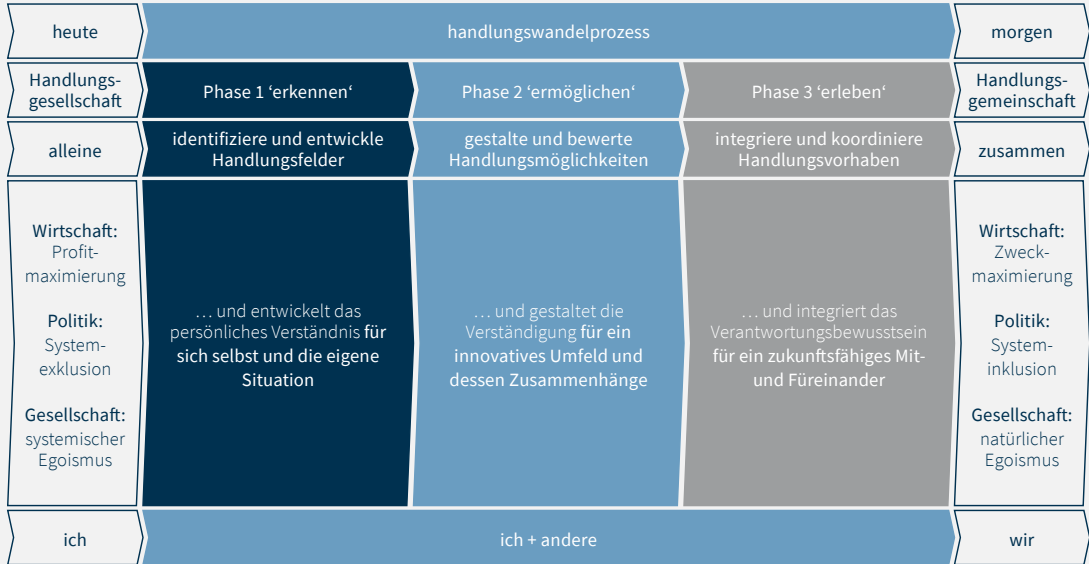 heute
handlungswandelprozess
morgen
Handlungs-
gesellschaft
Phase 1 ‘erkennen‘
Phase 2 ‘ermöglichen‘
Phase 3 ‘erleben‘
Handlungs-
gemeinschaft
alleine
identifiziere und entwickle
Handlungsfelder
gestalte und bewerte
Handlungsmöglichkeiten
integriere und koordiniere
Handlungsvorhaben
zusammen
Wirtschaft:
Profit-
maximierung
Politik:
System-
exklusion
Gesellschaft:
systemischer
Egoismus
… und entwickelt das
persönliches Verständnis für
sich selbst und die eigene
Situation
… und gestaltet die
Verständigung für ein
innovatives Umfeld und
dessen Zusammenhänge
… und integriert das
Verantwortungsbewusstsein
für ein zukunftsfähiges Mit-
und Füreinander
Wirtschaft:
Zweck-
maximierung
Politik:
System-
inklusion
Gesellschaft:
natürlicher
Egoismus
ich
ich + andere
wir